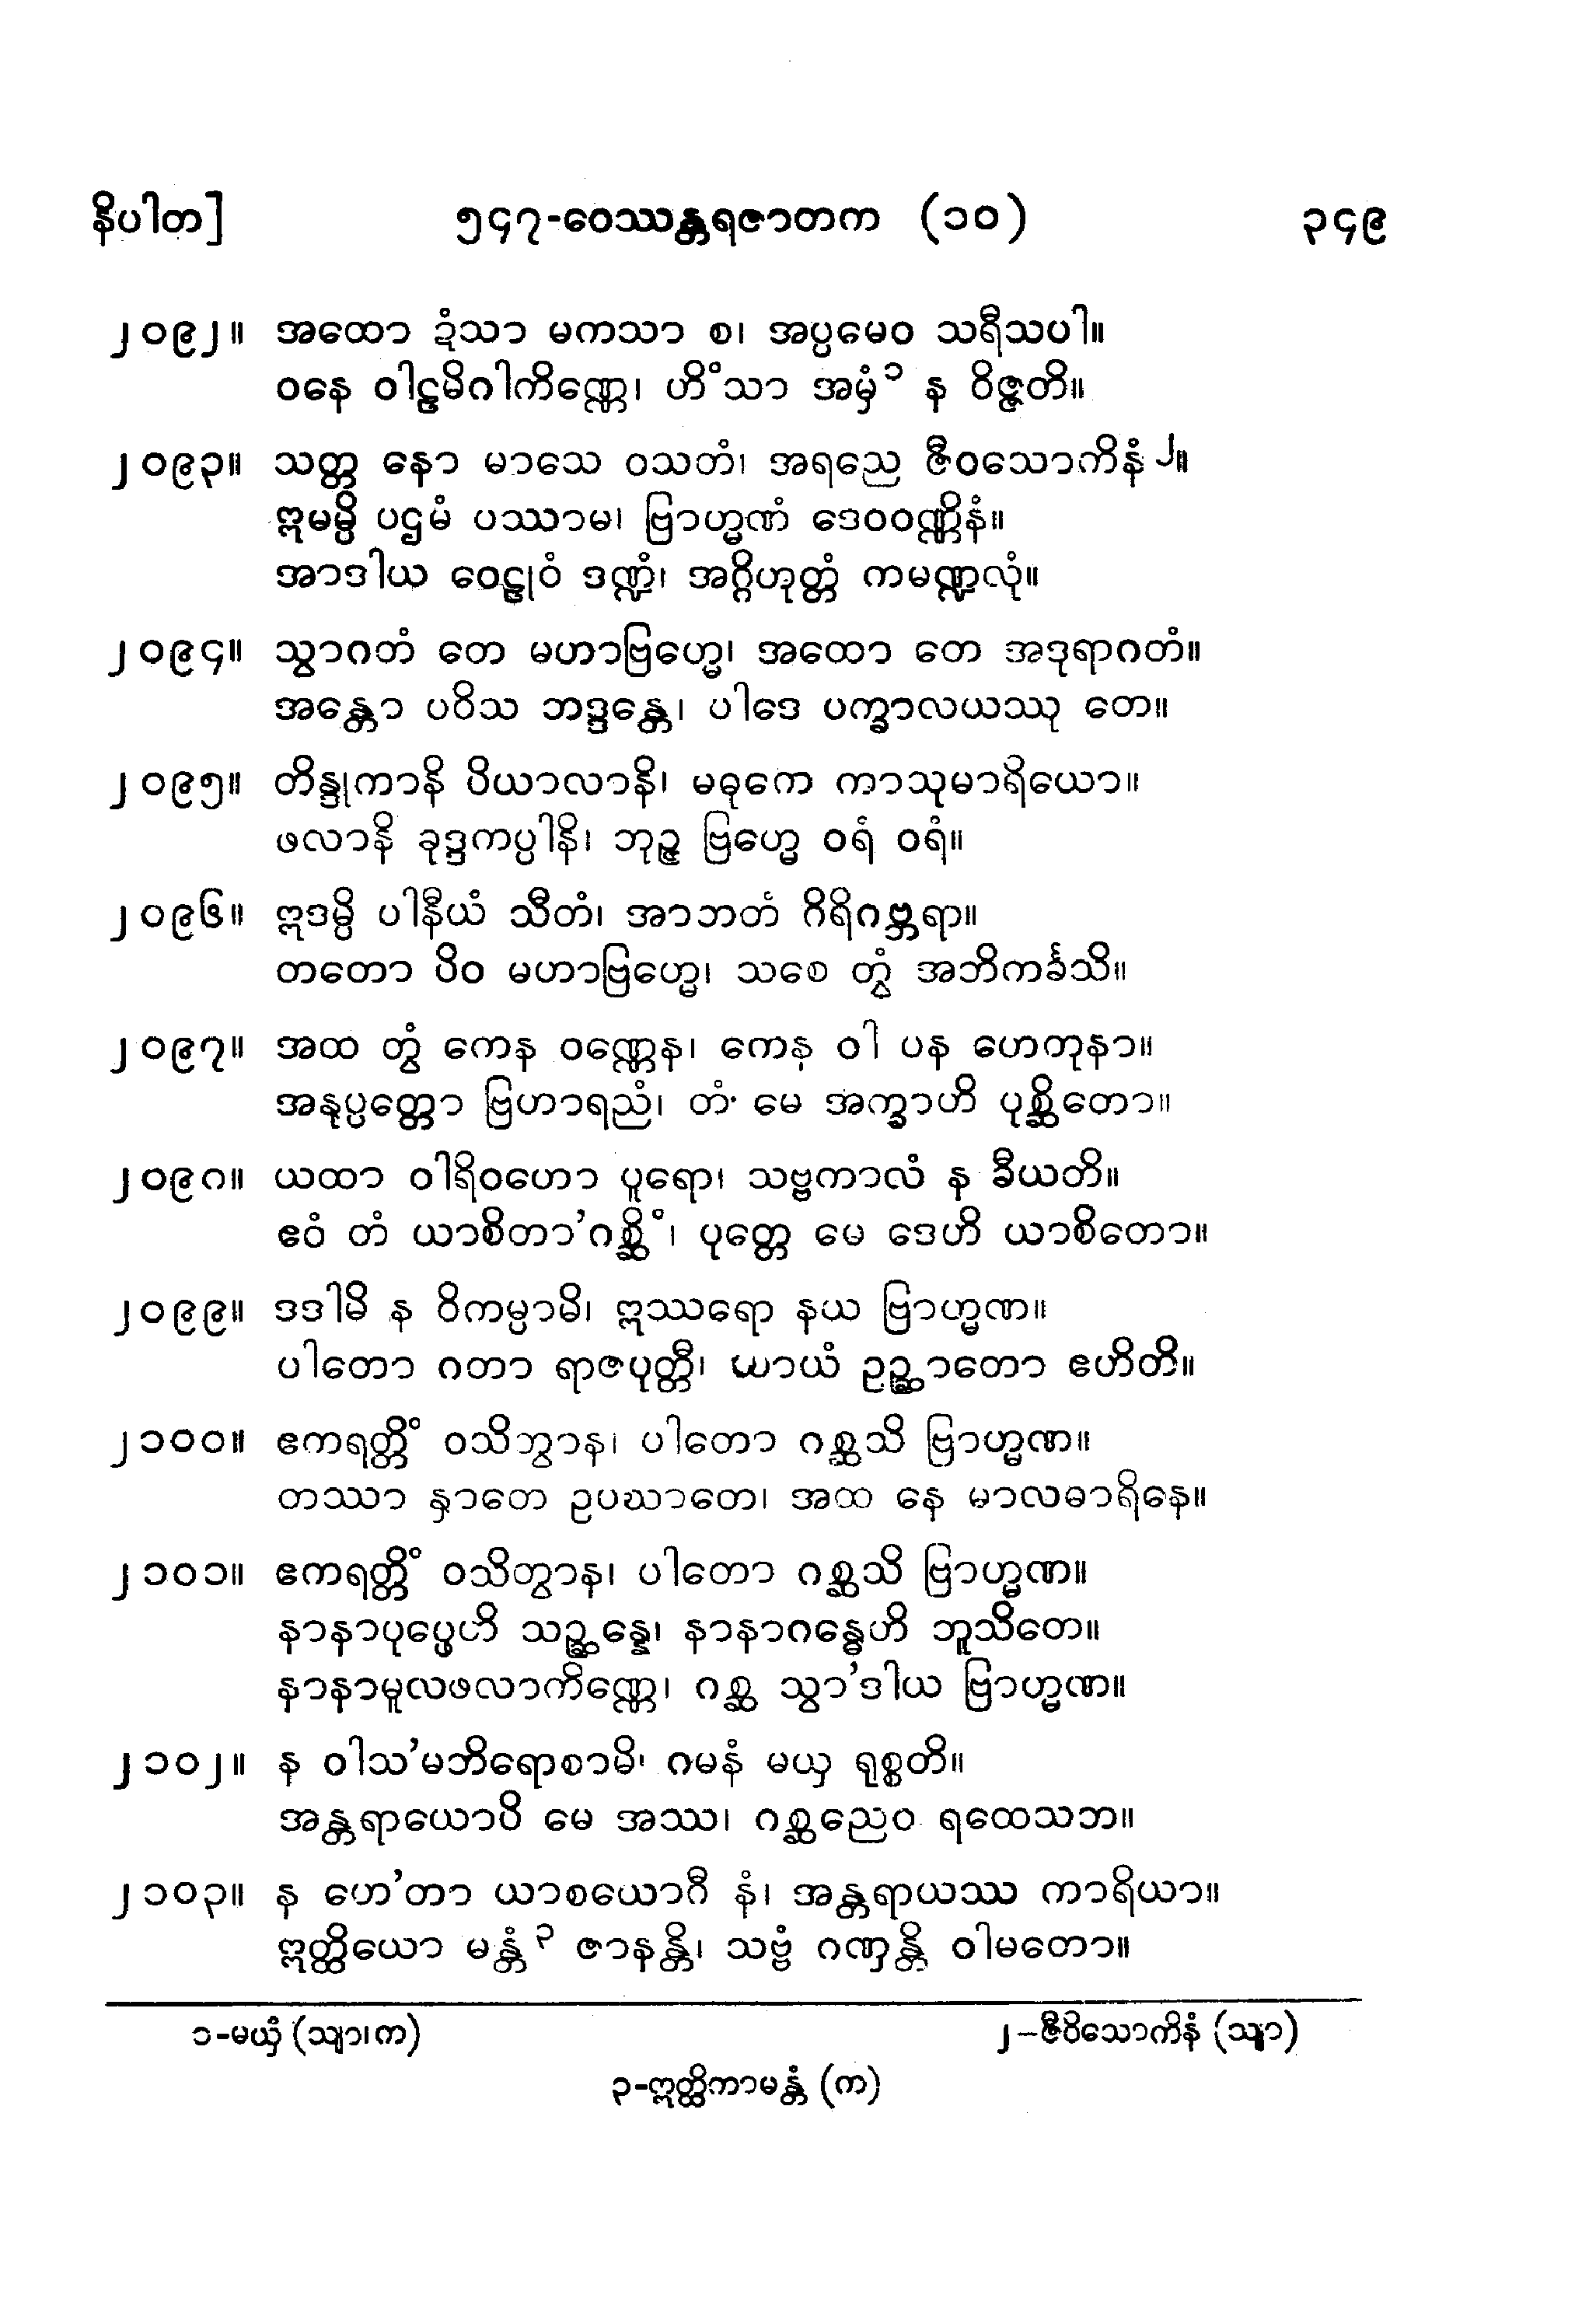 နိပါတ] ၅၄၇-ဝေဿန္တရဇာတက (၁၀) ၃၄၉
၂၀၉၂။ အထော ဍံသာ မကသာ စ၊ အပ္ပမေဝ သရီသပါ။
ဝနေ ဝါဠမိဂါကိဏ္ဏေ၊ ဟိံသာ အမှံ ၁ န ဝိဇ္ဇတိ။
၂၀၉၃။ သတ္တ နော မာသေ ဝသတံ၊ အရညေ ဇီဝသောကိနံ ၂။
ဣမမ္ပိ ပဌမံ ပဿာမ၊ ဗြာဟ္မဏံ ဒေဝဝဏ္ဏိနံ။
အာဒါယ ဝေဠုဝံ ဒဏ္ဍံ၊ အဂ္ဂိဟုတ္တံ ကမဏ္ဍလုံ။
၂၀၉၄။ သွာဂတံ တေ မဟာဗြဟ္မေ၊ အထော တေ အဒုရာဂတံ။
အန္တော ပဝိသ ဘဒ္ဒန္တေ၊ ပါဒေ ပက္ခာလယဿု တေ။
၂၀၉၅။ တိန္ဒုကာနိ ပိယာလာနိ၊ မဓုကေ ကာသုမာရိယော။
ဖလာနိ ခုဒ္ဒကပ္ပါနိ၊ ဘုဉ္ဇ ဗြဟ္မေ ဝရံ ဝရံ။
၂၀၉၆။ ဣဒမ္ပိ ပါနီယံ သီတံ၊ အာဘတံ ဂိရိဂဗ္ဘရာ။
တတော ပိဝ မဟာဗြဟ္မေ၊ သစေ တွံ အဘိကင်္ခသိ။
၂၀၉၇။ အထ တွံ ကေန ဝဏ္ဏေန၊ ကေန ဝါ ပန ဟေတုနာ။
အနုပ္ပတ္တော ဗြဟာရညံ၊ တံ မေ အက္ခာဟိ ပုစ္ဆိတော။
၂၀၉၈။ ယထာ ဝါရိဝဟော ပူရော၊ သဗ္ဗကာလံ န ခီယတိ။
ဧဝံ တံ ယာစိတာ’ဂစ္ဆိံ၊ ပုတ္တေ မေ ဒေဟိ ယာစိတော။
၂၀၉၉။ ဒဒါမိ န ဝိကမ္ပာမိ၊ ဣဿရော နယ ဗြာဟ္မဏ။
ပါတော ဂတာ ရာဇပုတ္တီ၊ ယာယံ ဥဉ္ဆာတော ဧဟိတိ။
၂၁၀၀။ ဧကရတ္တိံ ဝသိတွာန၊ ပါတော ဂစ္ဆသိ ဗြာဟ္မဏ။
တဿာ နှာတေ ဥပဃာတေ၊ အထ နေ မာလဓာရိနေ။
၂၁၀၁။ ဧကရတ္တိံ ဝသိတွာန၊ ပါတော ဂစ္ဆသိ ဗြာဟ္မဏ။
နာနာပုပ္ဖေဟိ သဉ္ဆန္နေ၊ နာနာဂန္ဓေဟိ ဘူသိတေ။
နာနာမူလဖလာကိဏ္ဏေ၊ ဂစ္ဆ သွာ’ဒါယ ဗြာဟ္မဏ။
၂၁၀၂။ န ဝါသ’မဘိရောစာမိ၊ ဂမနံ မယှ ရုစ္စတိ။
အန္တရာယောပိ မေ အဿ၊ ဂစ္ဆညေဝ ရထေသဘ။
၂၁၀၃။ န ဟေ’တာ ယာစယောဂီ နံ၊ အန္တရာယဿ ကာရိယာ။
ဣတ္ထိယော မန္တံ ၃ ဇာနန္တိ၊ သဗ္ဗံ ဂဏှန္တိ ဝါမတော။
၁-မယှံ (သျာ၊က) ၂-ဇီဝိသောကိနံ (သျာ)
၃-ဣတ္ထိကာမန္တံ (က)